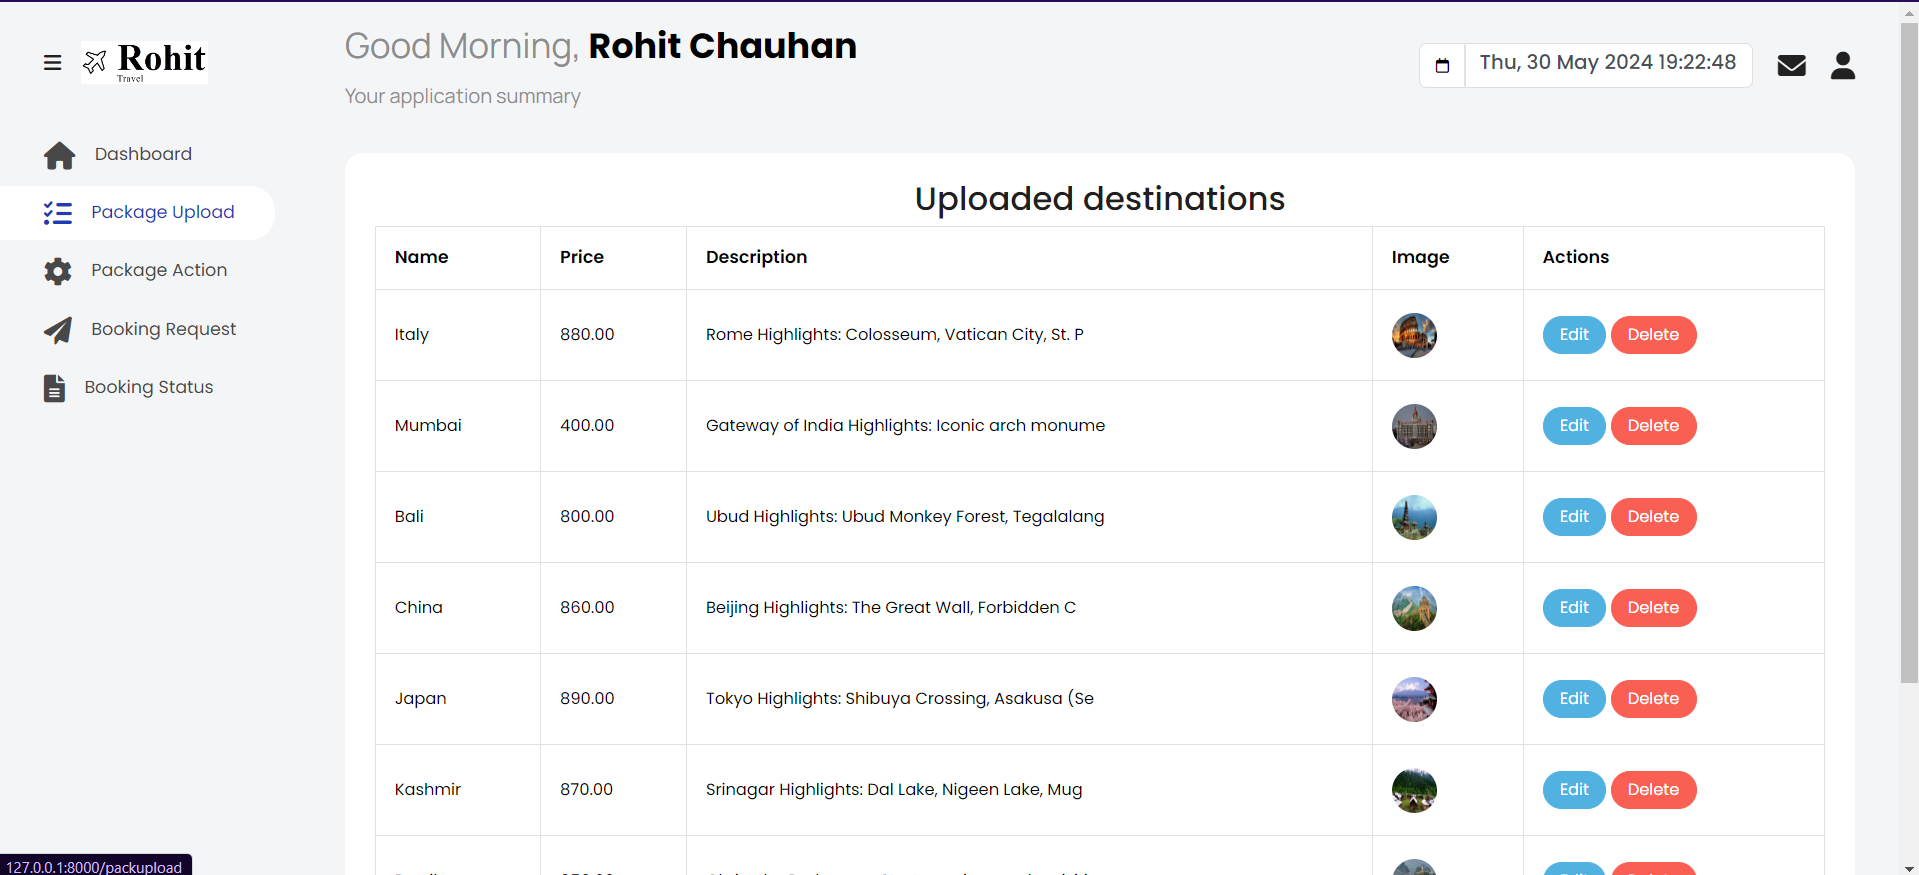 Rohit
Travel
Good Morning, Rohit Chauhan
Your application summary
Thu, 30 May 2024 19:22:48
Dashboard
Package Upload
Package Action
Booking Request
Booking Status
Uploaded destinations
Name Price Description Image Actions
Italy 880.00 Rome Highlights: Colosseum, Vatican City, St. P Edit Delete
Mumbai 400.00 Gateway of India Highlights: Iconic arch monume Edit Delete
Bali 800.00 Ubud Highlights: Ubud Monkey Forest, Tegalalang Edit Delete
China 860.00 Beijing Highlights: The Great Wall, Forbidden C Edit Delete
Japan 890.00 Tokyo Highlights: Shibuya Crossing, Asakusa (Se Edit Delete
Kashmir 870.00 Srinagar Highlights: Dal Lake, Nigeen Lake, Mug Edit Delete
127.0.0.1:8000/packupload